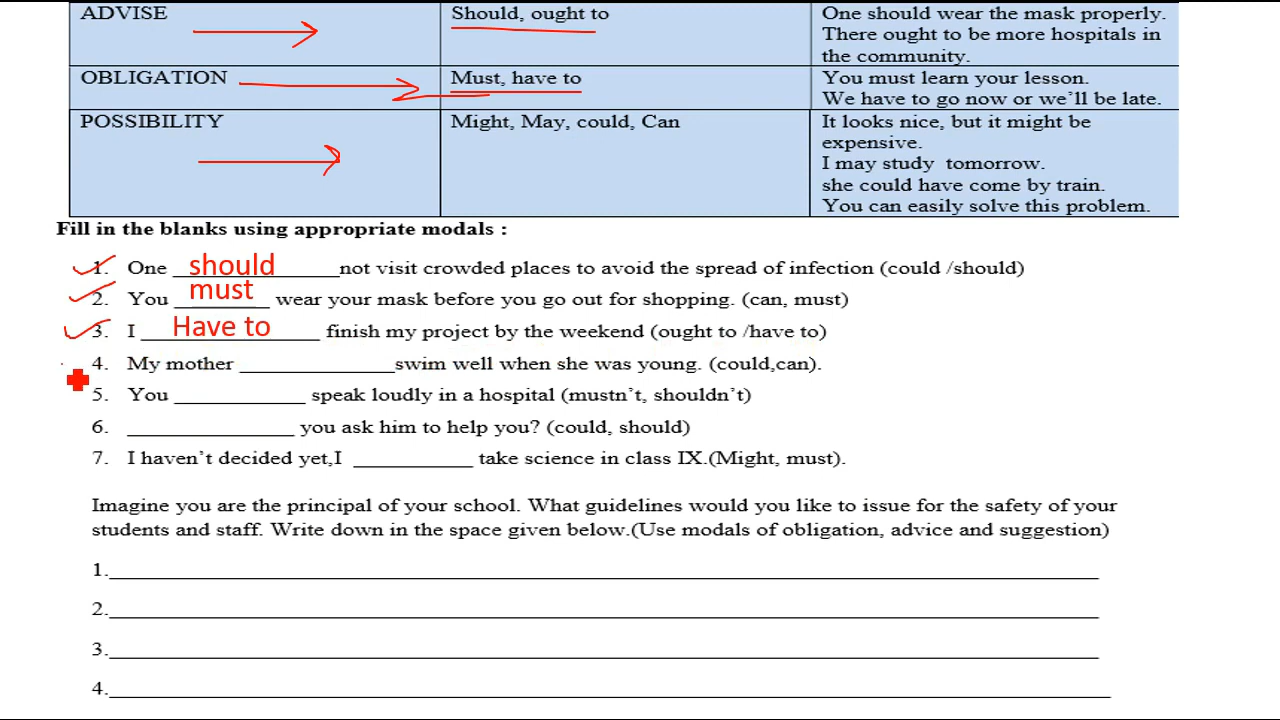 ADVISE Should, ought to One should wear the mask properly.
There ought to be more hospitals in
the community.
OBLIGATION Must, have to You must learn your lesson.
We have to go now or we'll be late.
POSSIBILITY Might, May, could, Can It looks nice, but it might be
expensive.
I may study tomorrow.
she could have come by train.
You can easily solve this problem.
Fill in the blanks using appropriate modals :
1. One should not visit crowded places to avoid the spread of infection (could /should)
2. You must wear your mask before you go out for shopping. (can, must)
3. I Have to finish my project by the weekend (ought to /have to)
4. My mother ______________swim well when she was young. (could,can).
5. You ____________ speak loudly in a hospital (mustn't, shouldn't)
6. _______________ you ask him to help you? (could, should)
7. I haven't decided yet,I ___________ take science in class IX.(Might, must).
Imagine you are the principal of your school. What guidelines would you like to issue for the safety of your
students and staff. Write down in the space given below.(Use modals of obligation, advice and suggestion)
1.
2.
3.
4.